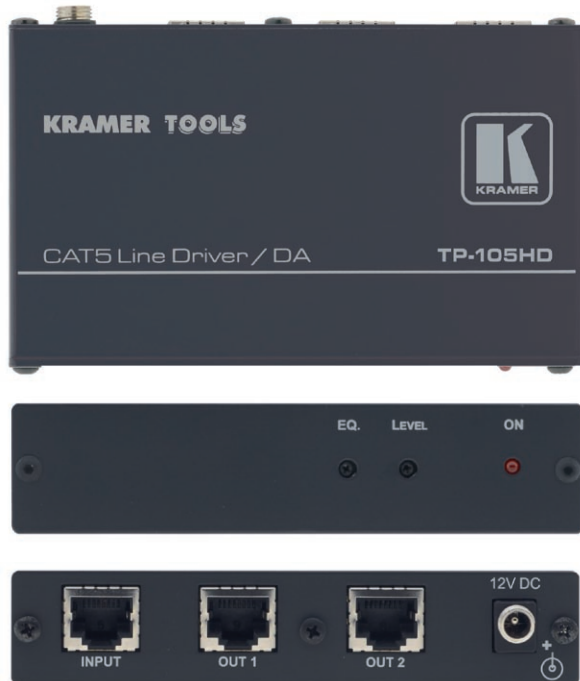 KRAMER TOOLS
KRAMER
CAT5 Line Driver / DA
TP-105HD
EQ.
LEVEL
ON
12V DC
INPUT
OUT 1
OUT 2
+